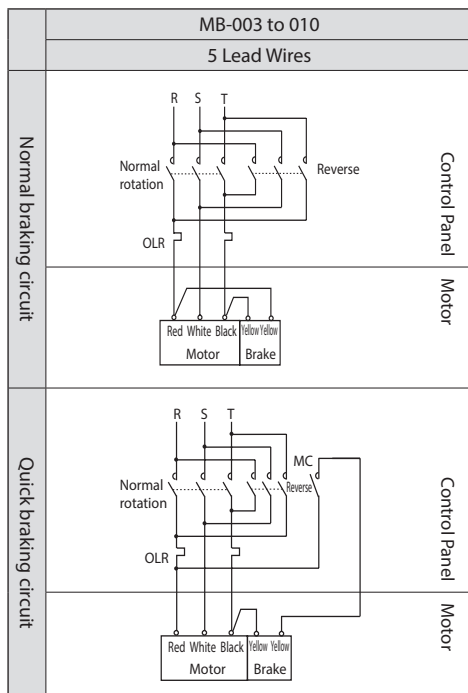 MB-003 to 010
5 Lead Wires
Normal braking circuit
R S T
Normal
rotation
Reverse
OLR
Control Panel
Motor
Red White Black Yellow Yellow
Motor Brake
Quick braking circuit
R S T
MC
Normal
rotation
Reverse
OLR
Control Panel
Motor
Red White Black Yellow Yellow
Motor Brake